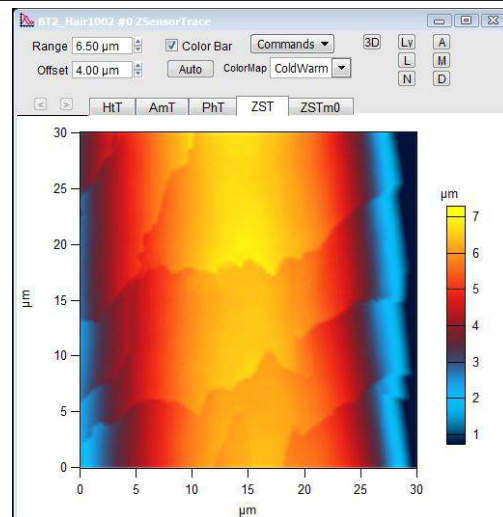 BT2_Hair1002 #0 ZSensorTrace
Range 6.50 µm Color Bar Commands 3D Ly A
L M
Offset 4.00 µm Auto ColorMap ColdWarm
N D
< > HtT AmT PhT ZST ZSTm0
30
25
20
15
10
5
0
µm
0 5 10 15 20 25 30
µm
µm
7
6
5
4
3
2
1